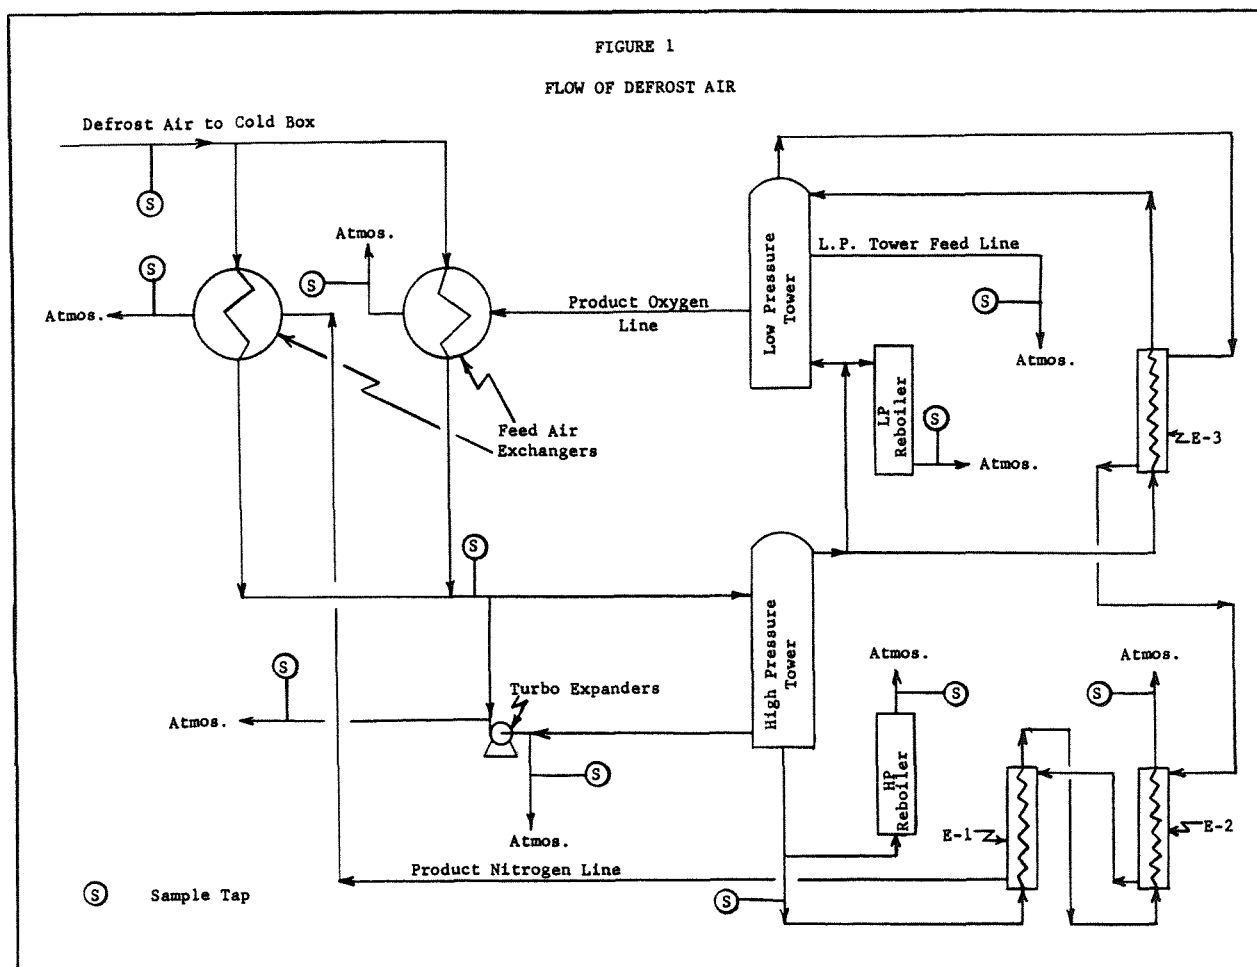 FIGURE 1
FLOW OF DEFROST AIR
Defrost Air to Cold Box
S
Atmos.
S
S
Atmos.
Product Oxygen
Line
Low Pressure
Tower
L.P. Tower Feed Line
S
Atmos.
Feed Air
Exchangers
LP
Reboiler
S
Atmos.
E-3
S
High Pressure
Tower
S
Atmos.
Turbo Expanders
S
Atmos.
Atmos.
S
HP
Reboiler
Atmos.
S
E-1
E-2
Product Nitrogen Line
S
S Sample Tap